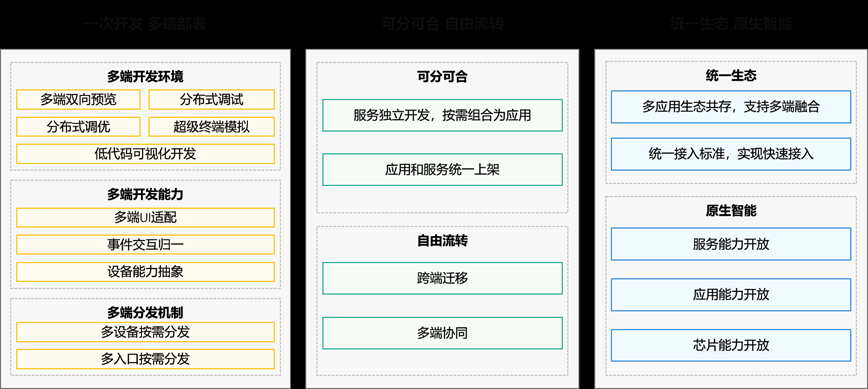 一次开发 多端部署
多端开发环境
多端双向预览
分布式调试
分布式调优
超级终端模拟
低代码可视化开发
多端开发能力
多端UI适配
事件交互归一
设备能力抽象
多端分发机制
多设备按需分发
多入口按需分发
可分可合 自由流转
可分可合
服务独立开发，按需组合为应用
应用和服务统一上架
自由流转
跨端迁移
多端协同
统一生态 原生智能
统一生态
多应用生态共存，支持多端融合
统一接入标准，实现快速接入
原生智能
服务能力开放
应用能力开放
芯片能力开放